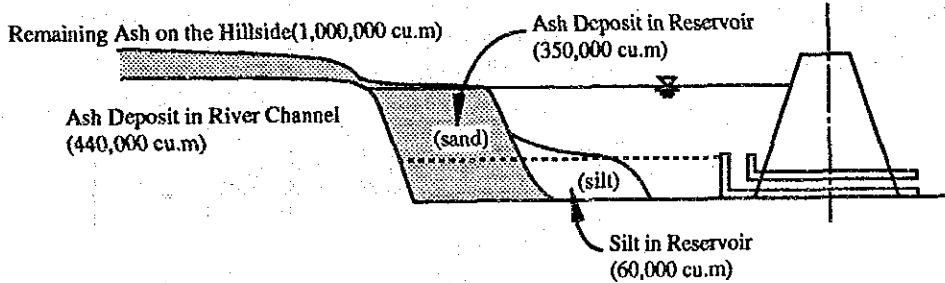 Remaining Ash on the Hillside(1,000,000 cu.m)
Ash Deposit in Reservoir
(350,000 cu.m)
Ash Deposit in River Channel
(440,000 cu.m)
(sand)
(silt)
Silt in Reservoir
(60,000 cu.m)